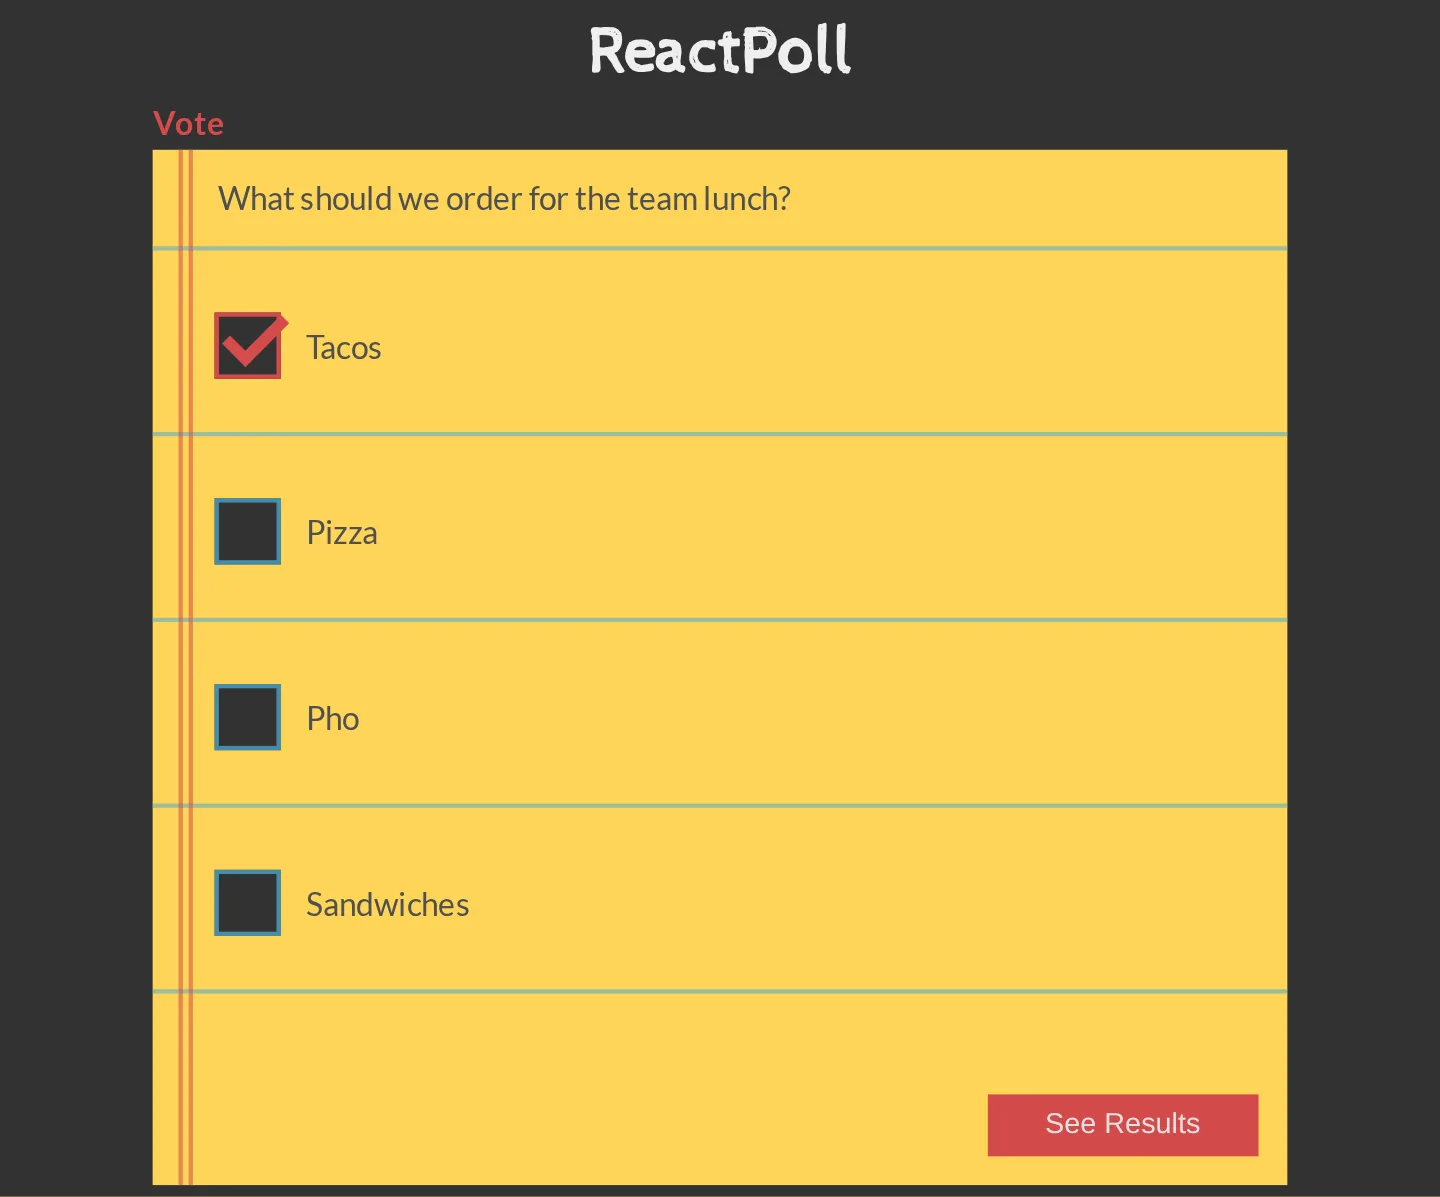 ReactPoll
Vote
What should we order for the team lunch?
Tacos
Pizza
Pho
Sandwiches
See Results